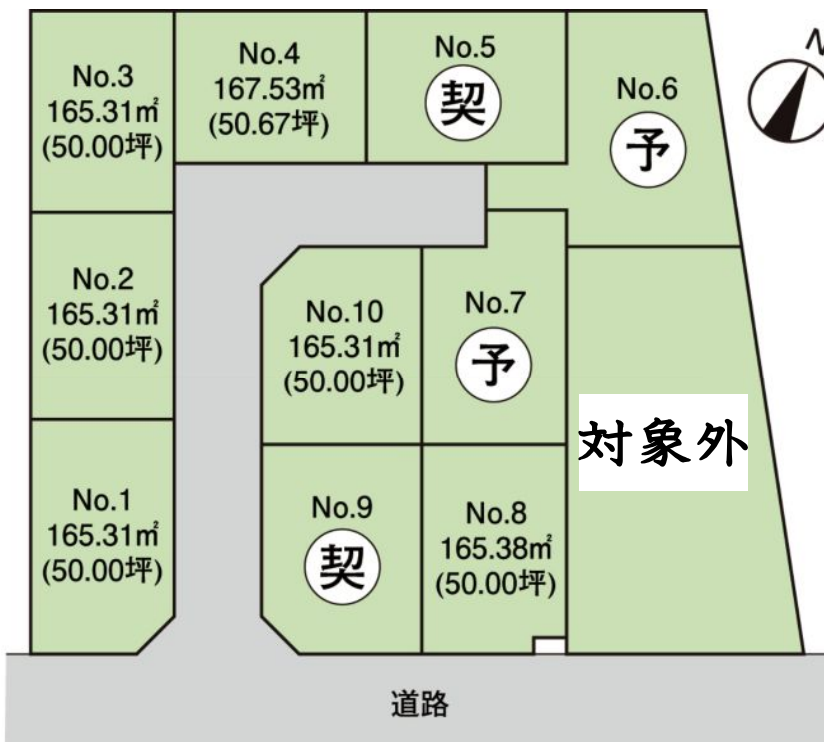 No.3
165.31㎡
(50.00坪)
No.4
167.53㎡
(50.67坪)
No.5
契
No.6
予
N
No.2
165.31㎡
(50.00坪)
No.10
165.31㎡
(50.00坪)
No.7
予
対象外
No.1
165.31㎡
(50.00坪)
No.9
契
No.8
165.38㎡
(50.00坪)
道路